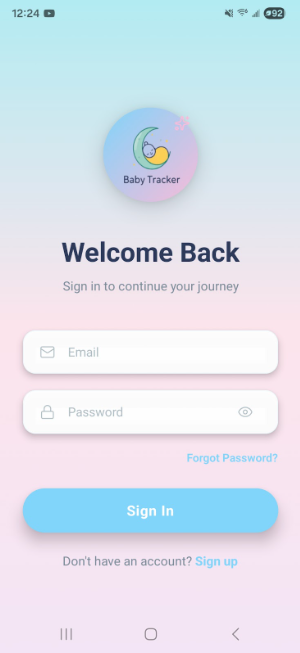 12:24
92
Baby Tracker
Welcome Back
Sign in to continue your journey
Email
Password
Forgot Password?
Sign In
Don't have an account? Sign up